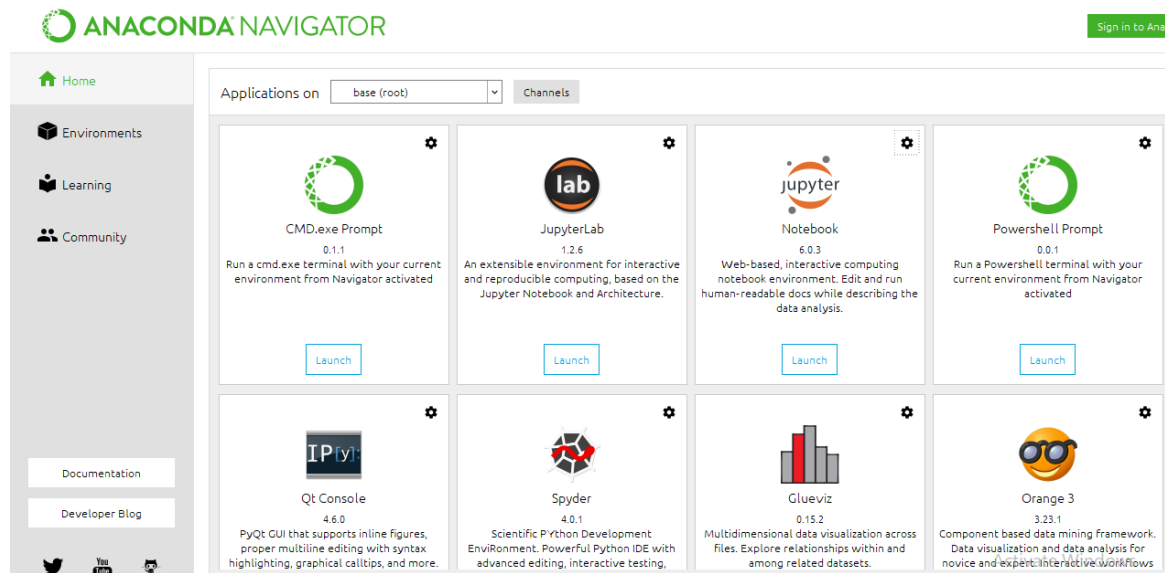 ANACONDA NAVIGATOR
Sign in to Ana
Home
Environments
Learning
Community
Documentation
Developer Blog
Applications on
base (root)
Channels
CMD.exe Prompt
0.1.1
Run a cmd.exe terminal with your current
environment from Navigator activated
Launch
lab
JupyterLab
1.2.6
An extensible environment for interactive
and reproducible computing, based on the
Jupyter Notebook and Architecture.
Launch
jupyter
Notebook
6.0.3
Web-based, interactive computing
notebook environment. Edit and run
human-readable docs while describing the
data analysis.
Launch
Powershell Prompt
0.0.1
Run a Powershell terminal with your
current environment from Navigator
activated
Launch
IP[y]:
Qt Console
4.6.0
PyQt GUI that supports inline figures,
proper multiline editing with syntax
highlighting, graphical calltips, and more.
Spyder
4.0.1
Scientific PYthon Development
EnviRonment. Powerful Python IDE with
advanced editing, interactive testing,
Glueviz
0.15.2
Multidimensional data visualization across
files. Explore relationships within and
among related datasets.
Orange 3
3.23.1
Component based data mining framework.
Data visualization and data analysis for
novice and expert. Interactive workflows
Activate Windows
You
Tube